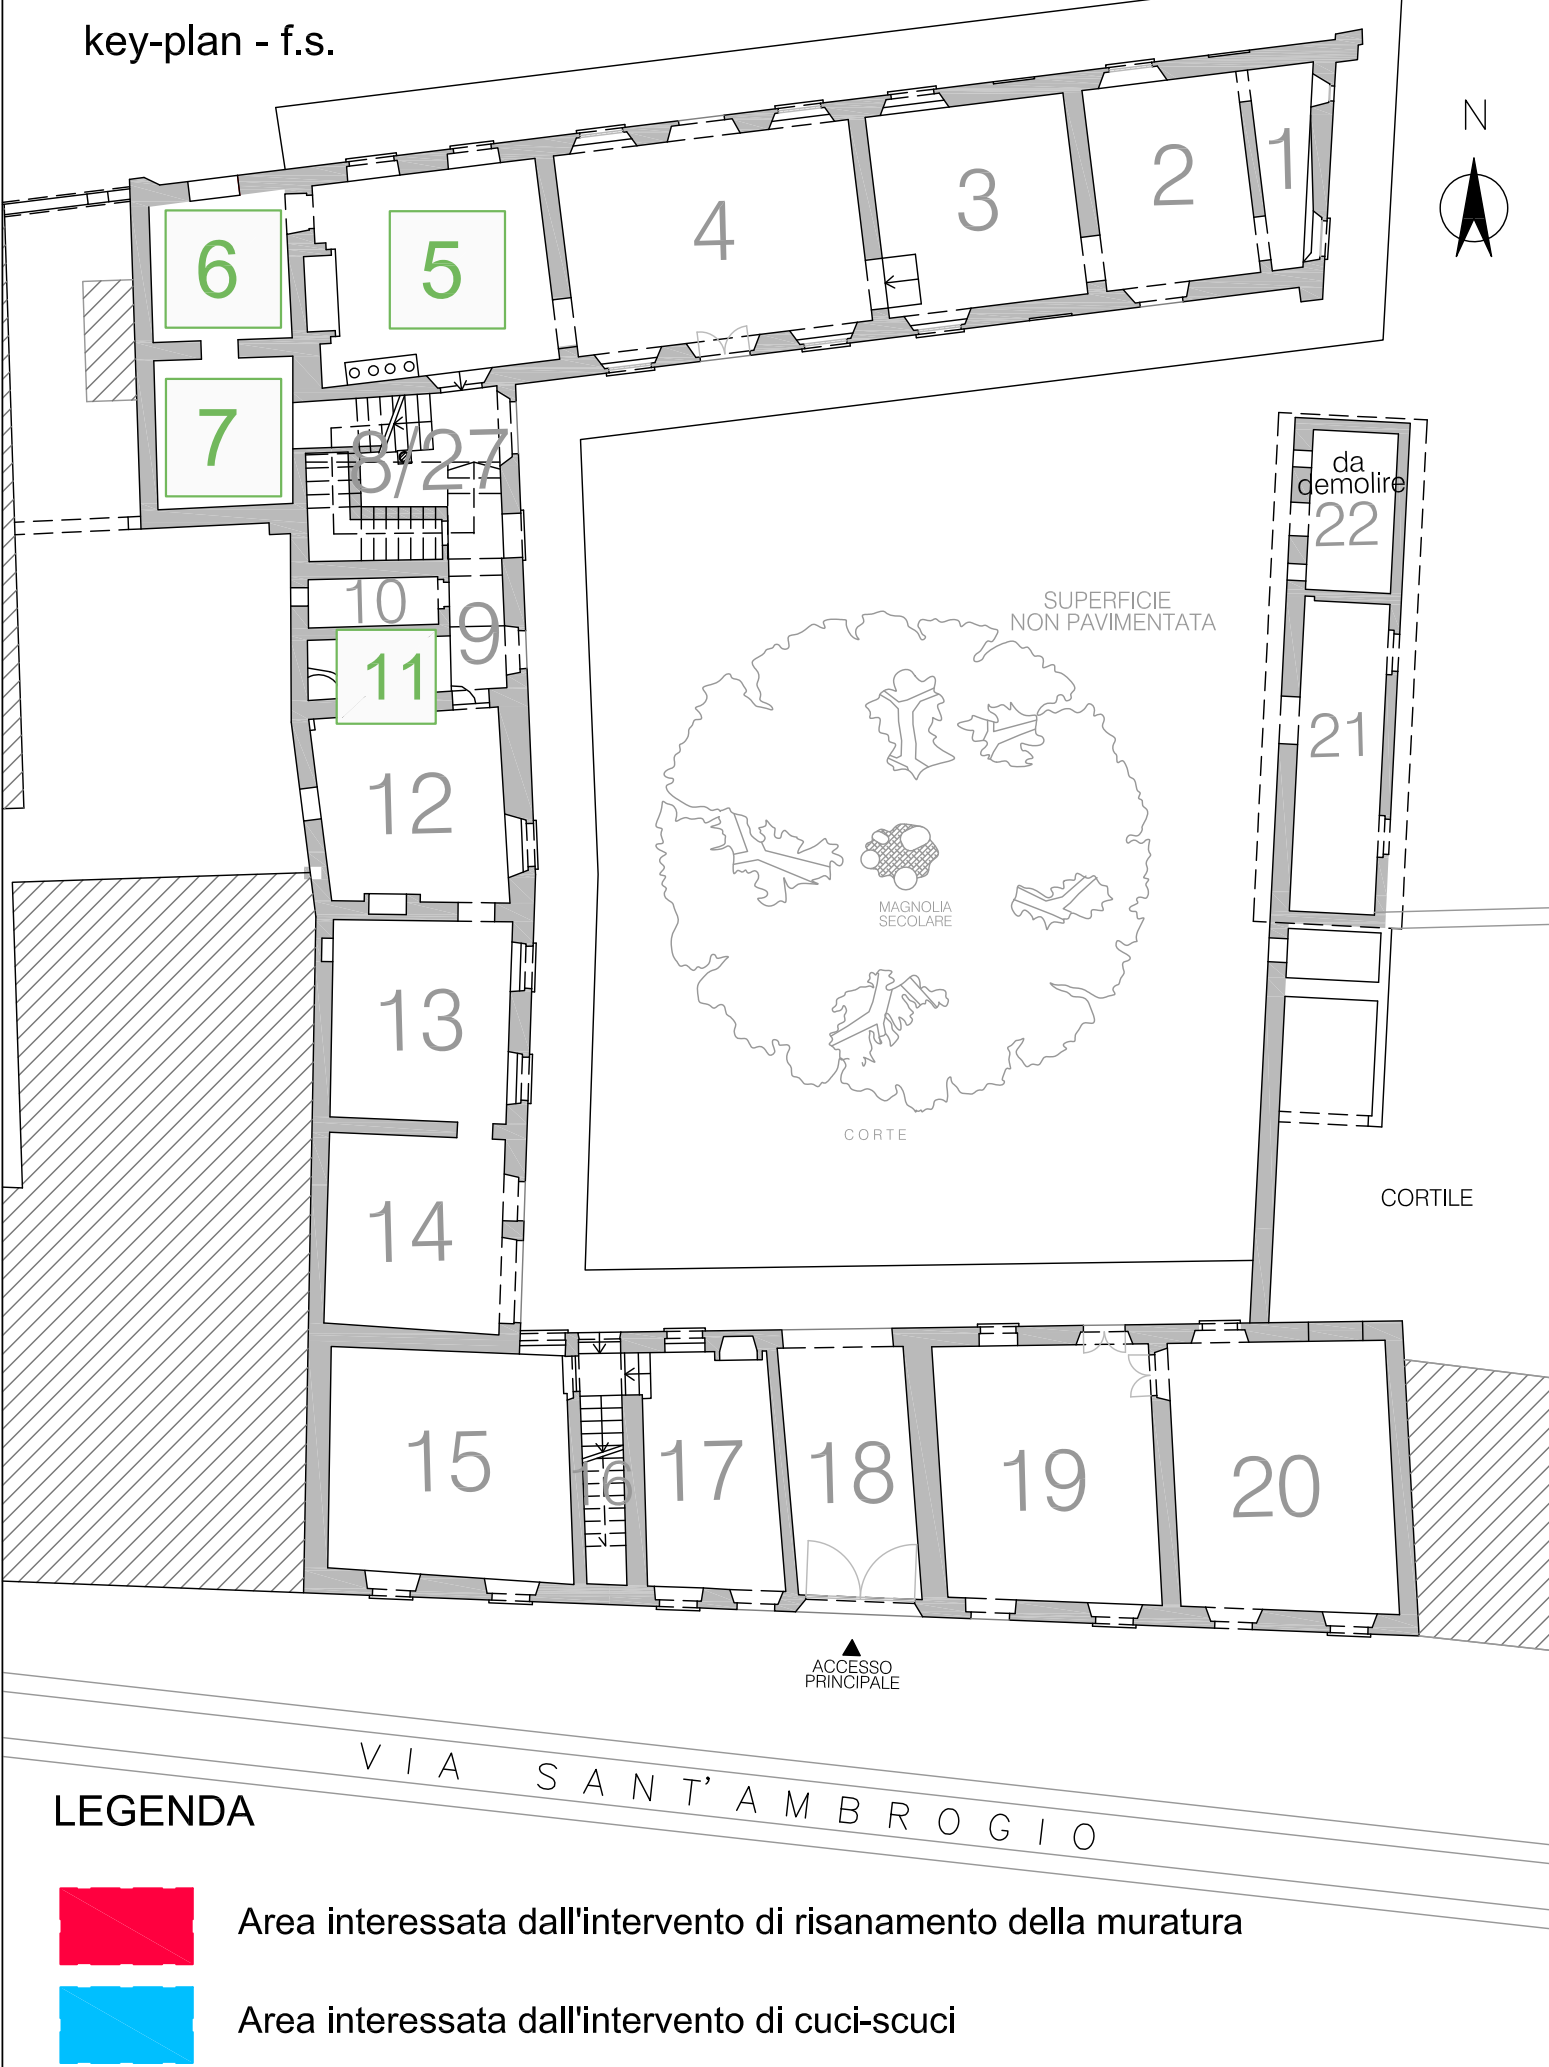 key-plan - f.s.
N
1
2
3
4
5
6
7
8/27
9
10
11
12
13
14
15
16
17
18
19
20
21
da
demolire
22
SUPERFICIE
NON PAVIMENTATA
MAGNOLIA
SECOLARE
CORTE
CORTILE
ACCESSO
PRINCIPALE
VIA SANT'AMBROGIO
LEGENDA
Area interessata dall'intervento di risanamento della muratura
Area interessata dall'intervento di cuci-scuci